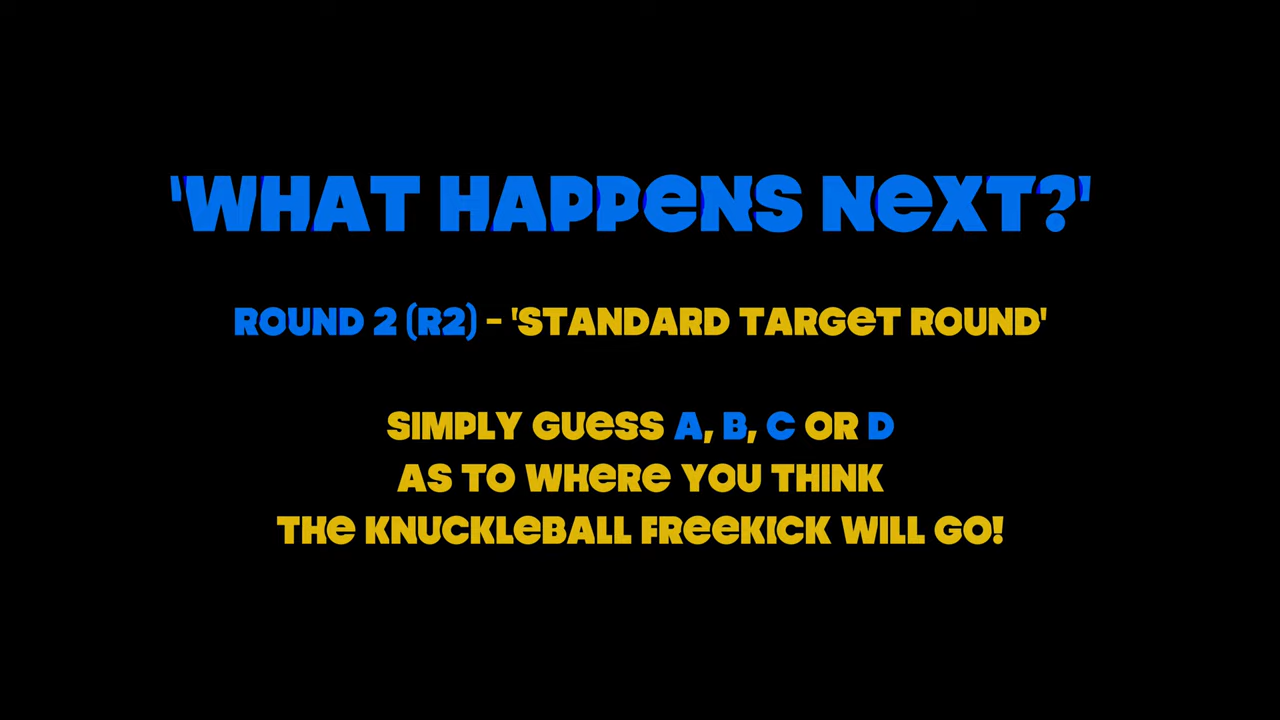 'WHAT HAPPENS NEXT?'
ROUND 2 (R2) - 'STANDARD TARGET ROUND'
SIMPLY GUESS A, B, C OR D
AS TO WHERE YOU THINK
THE KNUCKLEBALL FREEKICK WILL GO!